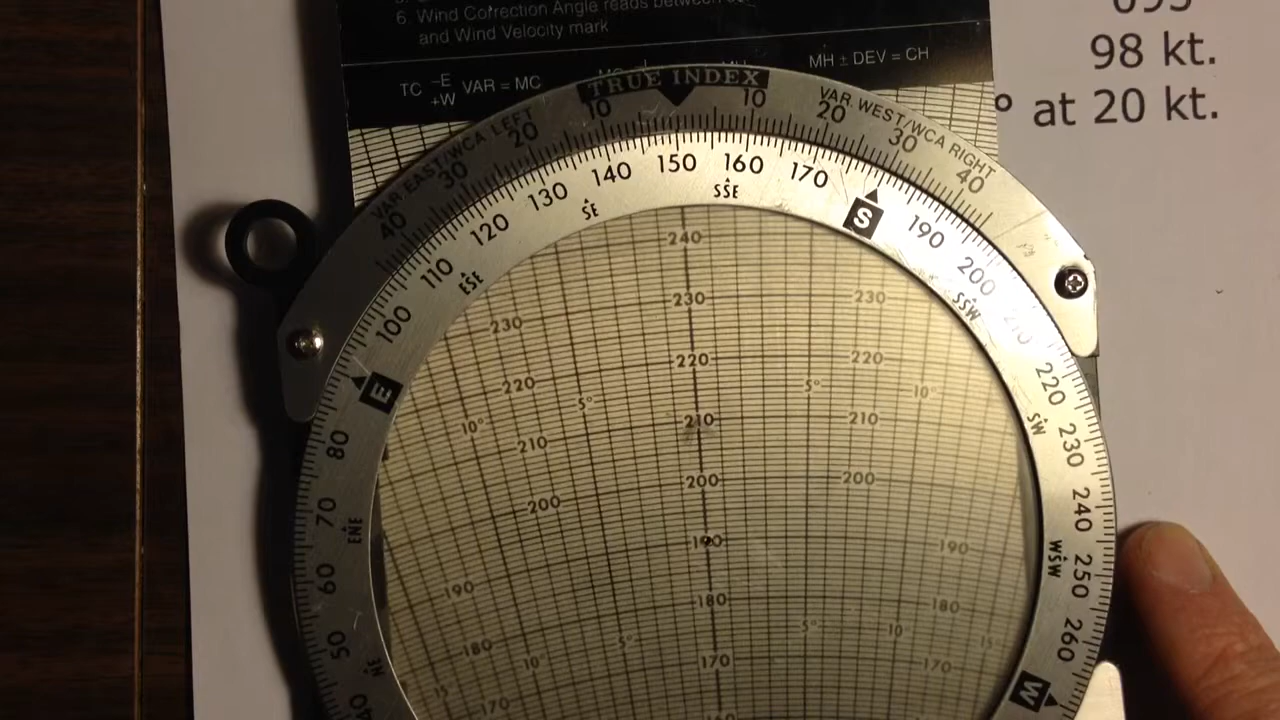 6. Wind Correction Angle reads between
and Wind Velocity mark
TC -E +W VAR = MC
MH ± DEV = CH
98 kt.
° at 20 kt.
TRUE INDEX
VAR EAST/WCA LEFT
VAR WEST/WCA RIGHT
40 30 20 10 10 20 30 40
40 50 60 70 80 E 100 110 120 130 140 150 160 170 S 190 200 210 220 230 240 250 260 W
NE ENE ESE SE SSE SSW SW WSW
240
230 230 230
220 220 220
10° 5° 5° 10°
210 210 210
200 200 200
190 190 190
180 180 180
15 10° 5° 5° 10 15°
170 170 170